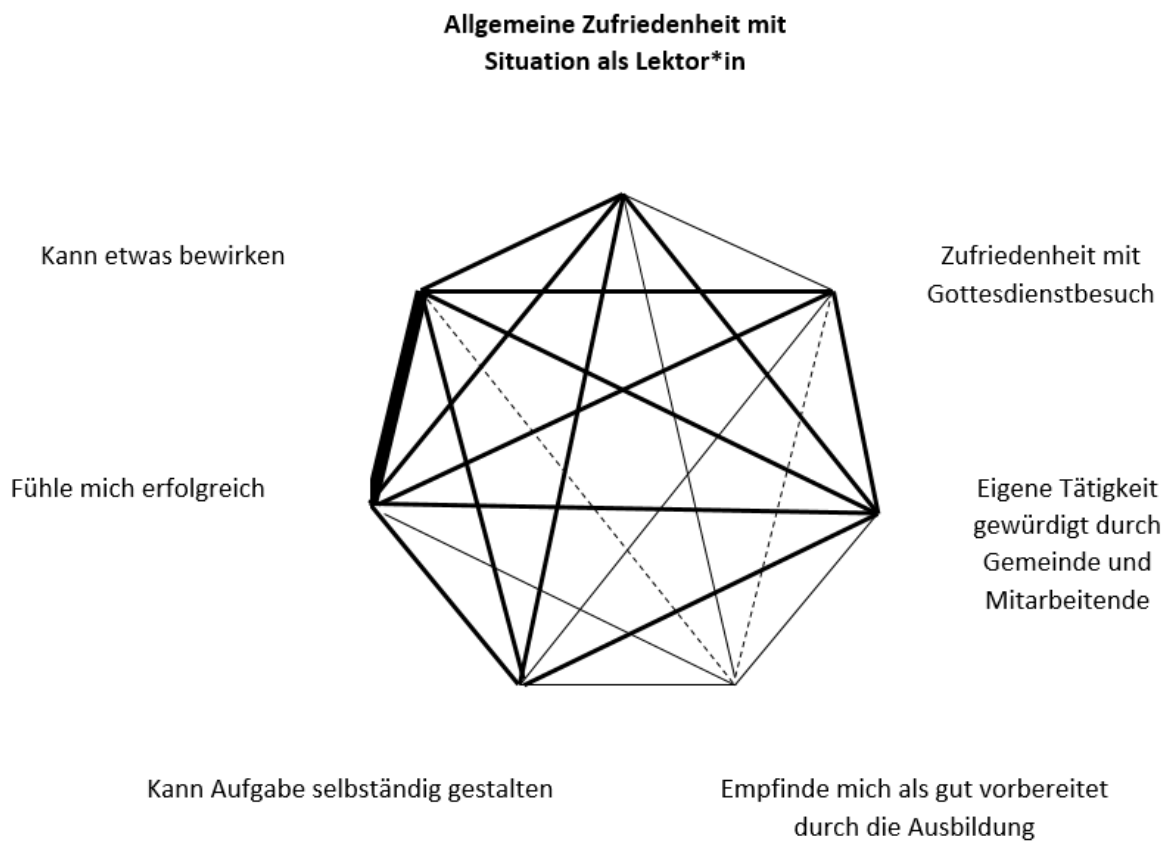 Allgemeine Zufriedenheit mit
Situation als Lektor*in
Kann etwas bewirken
Zufriedenheit mit
Gottesdienstbesuch
Fühle mich erfolgreich
Eigene Tätigkeit
gewürdigt durch
Gemeinde und
Mitarbeitende
Kann Aufgabe selbständig gestalten
Empfinde mich als gut vorbereitet
durch die Ausbildung